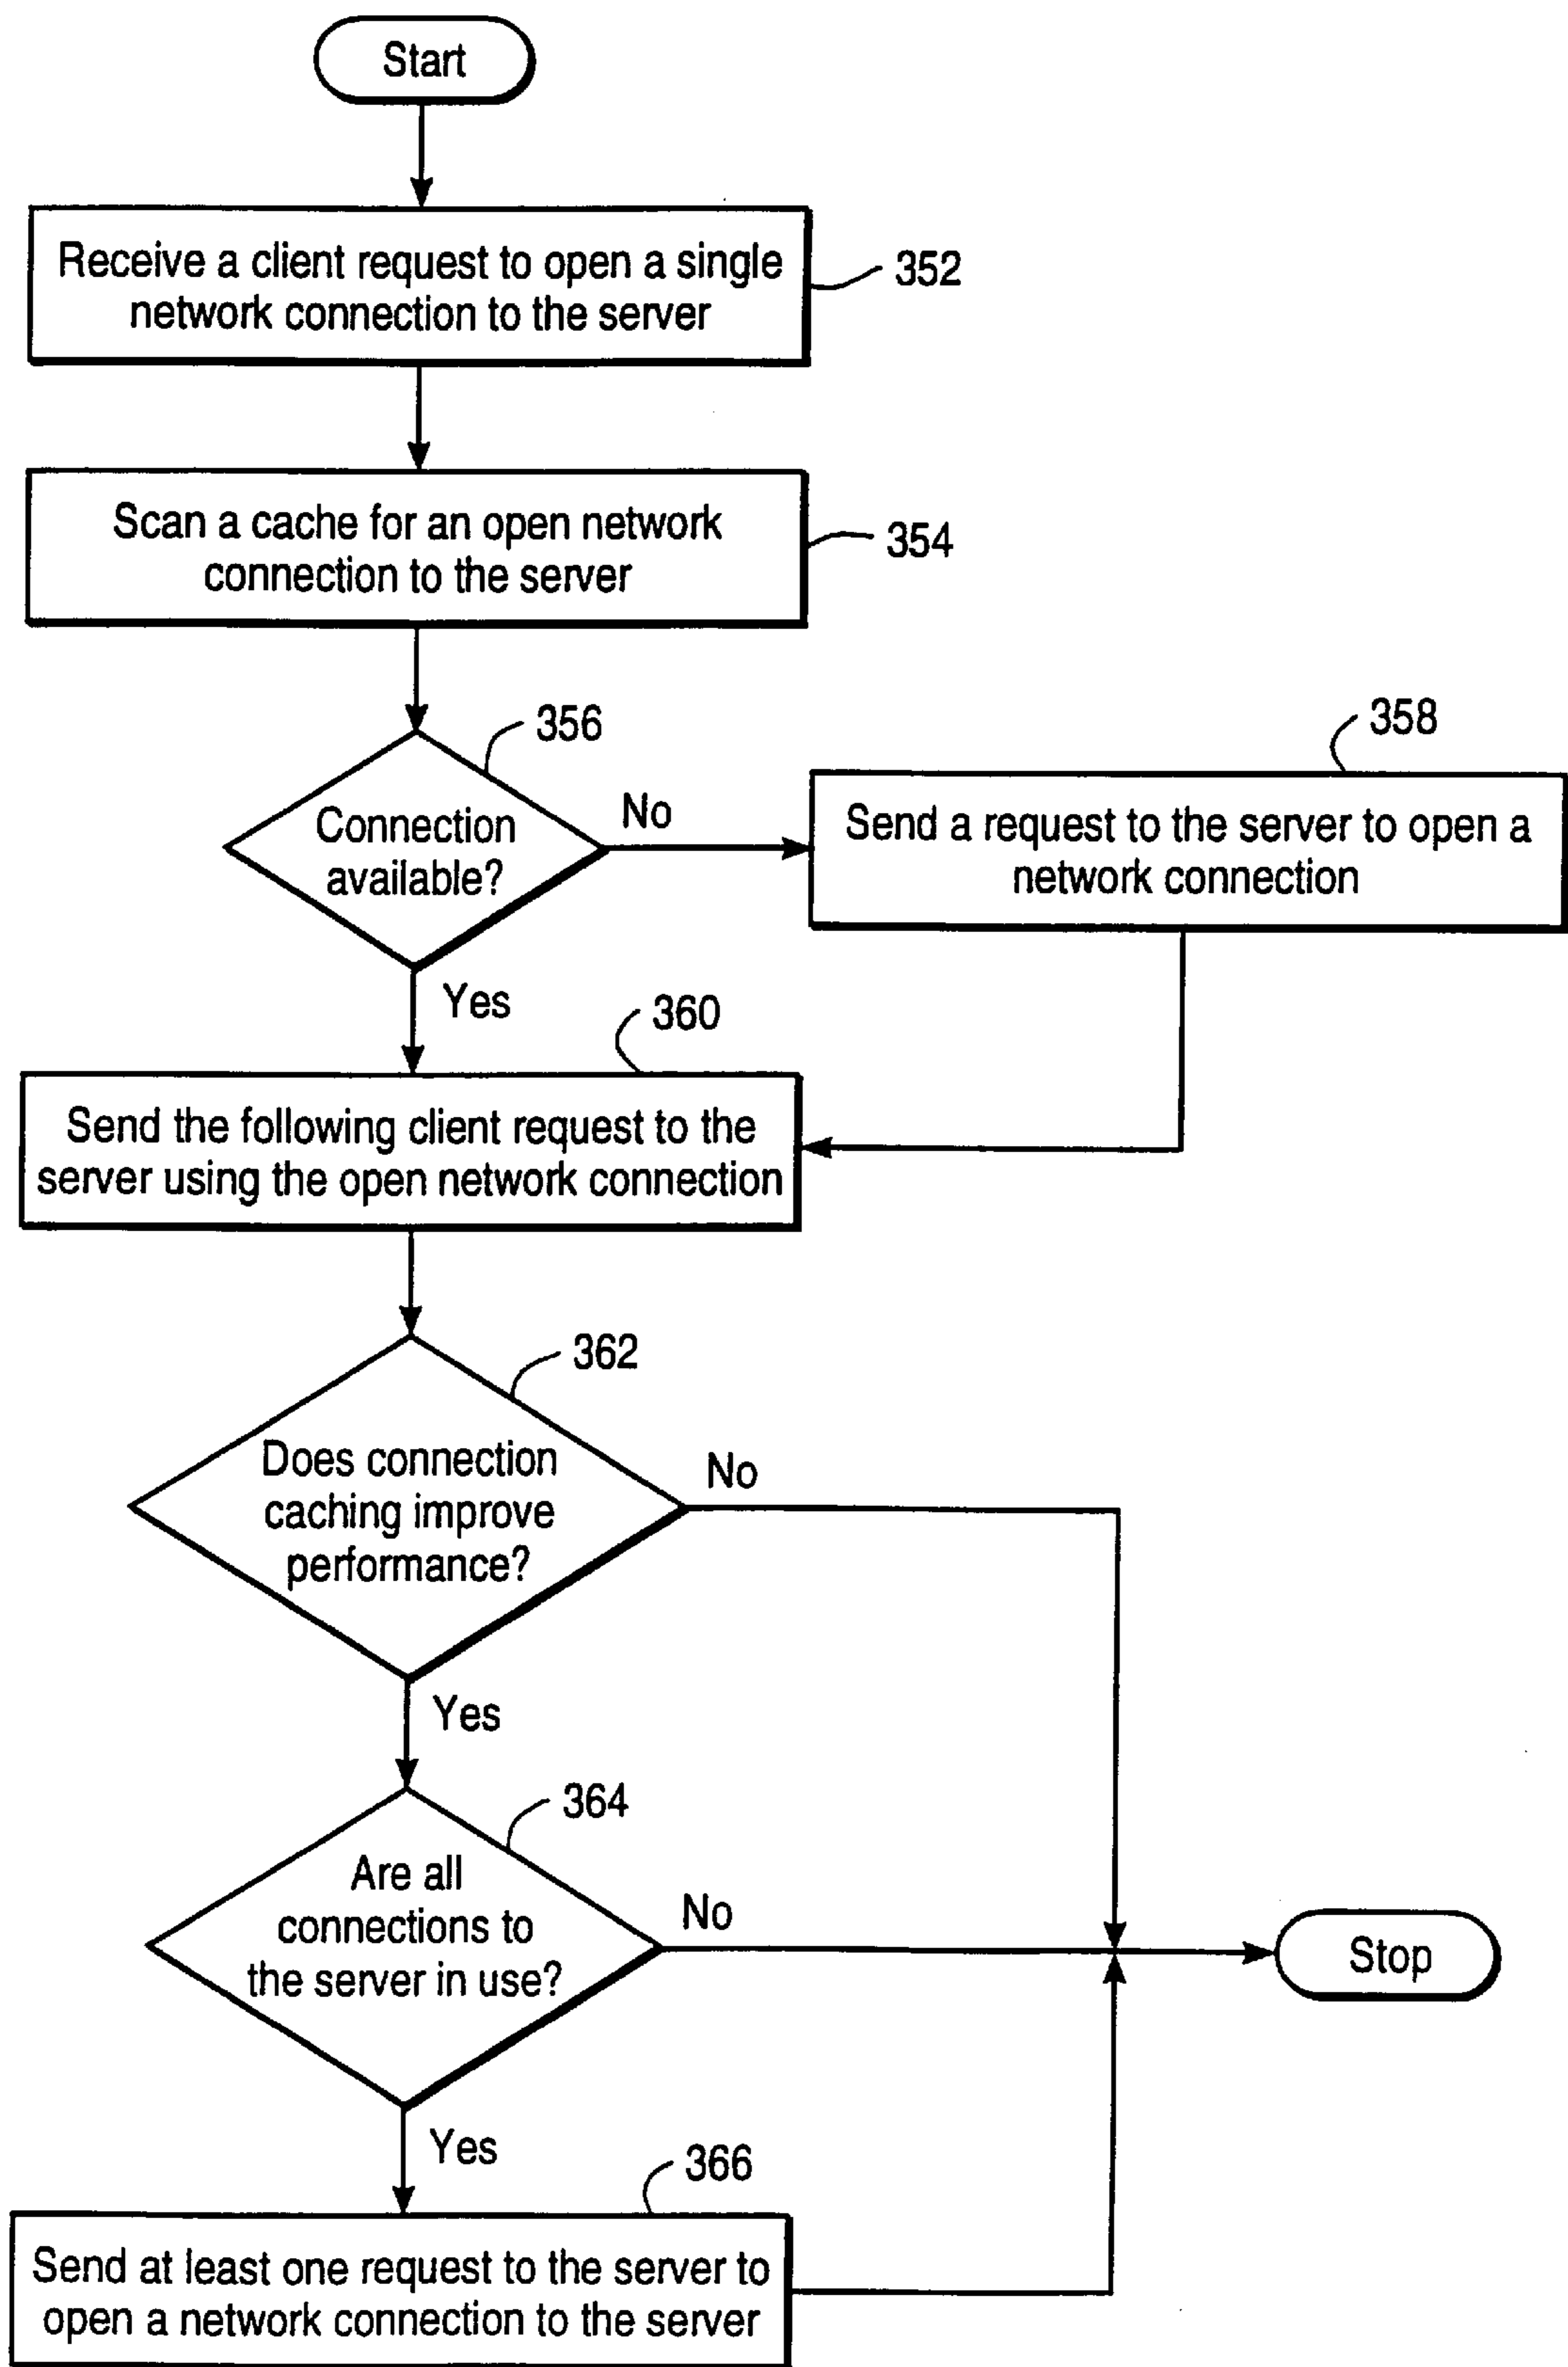 Start
Receive a client request to open a single
network connection to the server
352
Scan a cache for an open network
connection to the server
354
356
Connection
available?
No
358
Send a request to the server to open a
network connection
Yes
360
Send the following client request to the
server using the open network connection
362
Does connection
caching improve
performance?
No
Yes
364
Are all
connections to
the server in use?
No
Stop
Yes
366
Send at least one request to the server to
open a network connection to the server